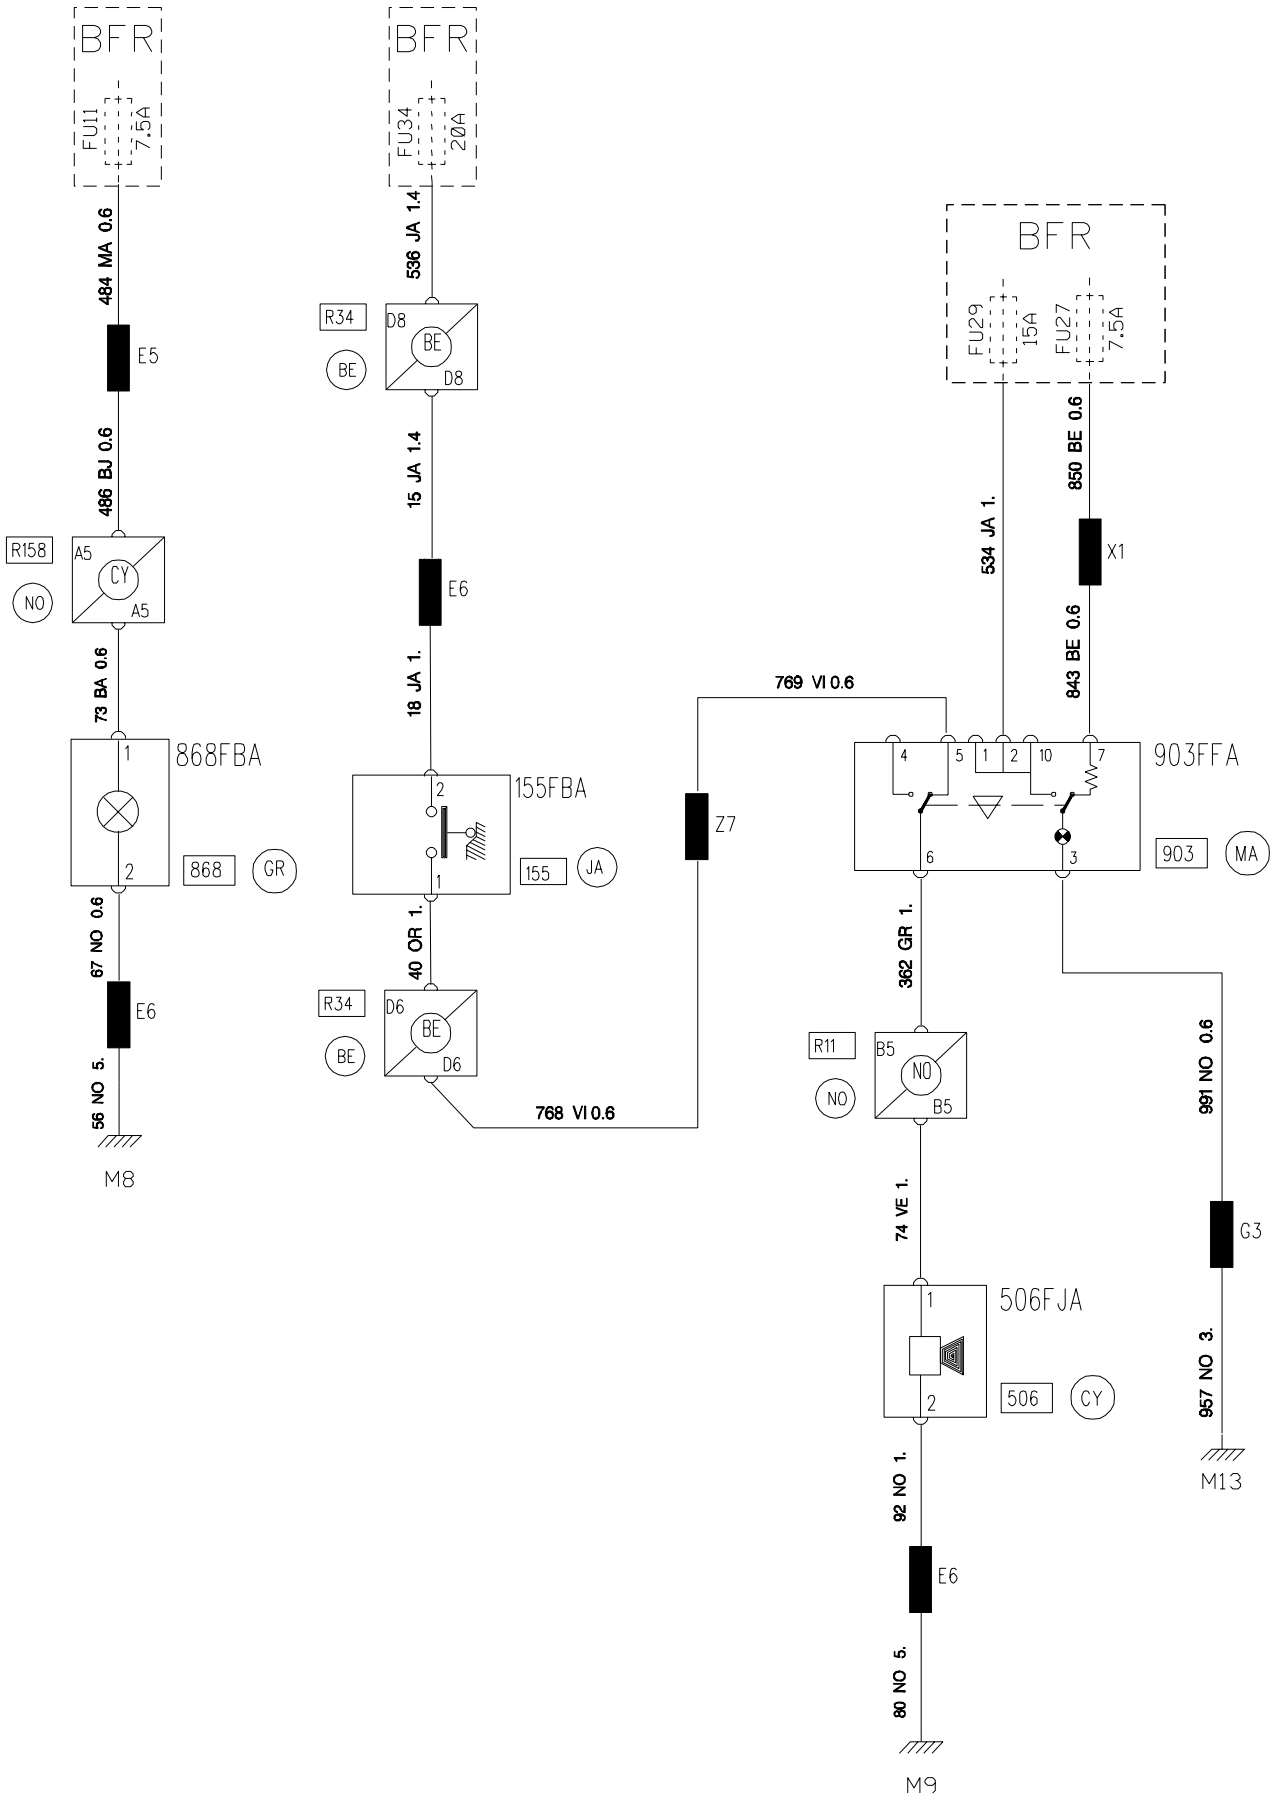 BFR
FU11
7.5A
484 MA 0.6
E5
486 BJ 0.6
R158
NO
A5
CY
A5
73 BA 0.6
1
868FBA
2
868
GR
67 NO 0.6
E6
56 NO 5.
M8
BFR
FU34
20A
536 JA 1.4
R34
BE
D8
BE
D8
15 JA 1.4
E6
18 JA 1.
2
155FBA
1
155
JA
40 OR 1.
R34
BE
D6
BE
D6
768 VI 0.6
Z7
769 VI 0.6
BFR
FU29
15A
FU27
7.5A
534 JA 1.
850 BE 0.6
X1
843 BE 0.6
4
5
1
2
10
7
903FFA
6
3
903
MA
362 GR 1.
R11
NO
B5
NO
B5
74 VE 1.
1
506FJA
2
506
CY
92 NO 1.
E6
80 NO 5.
M9
991 NO 0.6
G3
957 NO 3.
M13